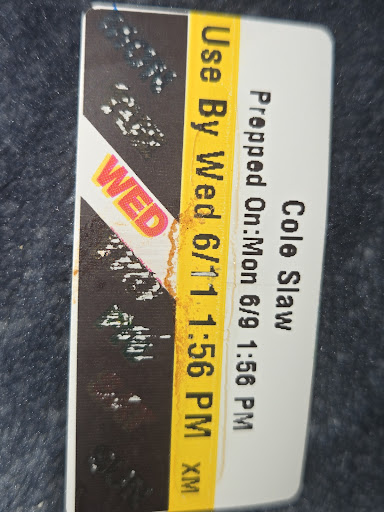 Cole Slaw
Prepped On:Mon 6/9 1:56 PM
Use By Wed 6/11 1:56 PM XM
WED